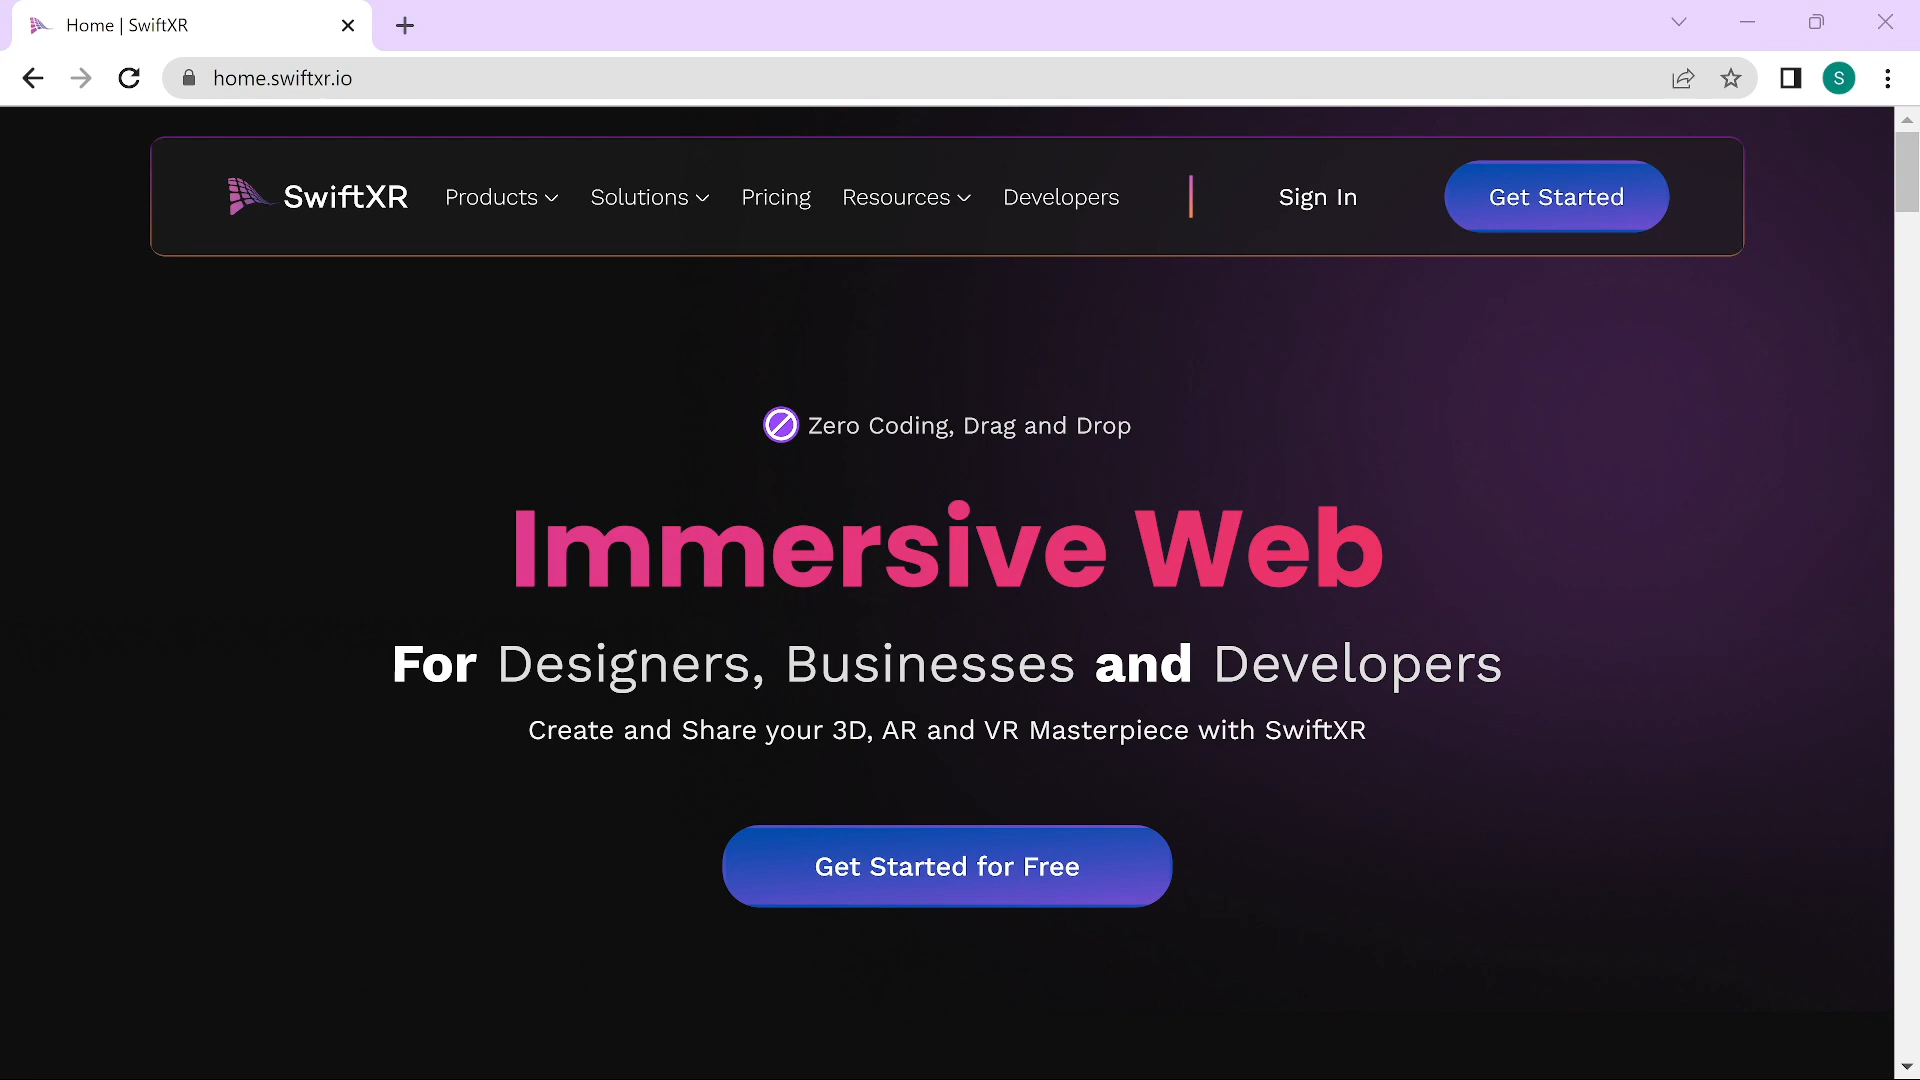 Home | SwiftXR
home.swiftxr.io
S
SwiftXR Products Solutions Pricing Resources Developers Sign In Get Started
Zero Coding, Drag and Drop
Immersive Web
For Designers, Businesses and Developers
Create and Share your 3D, AR and VR Masterpiece with SwiftXR
Get Started for Free